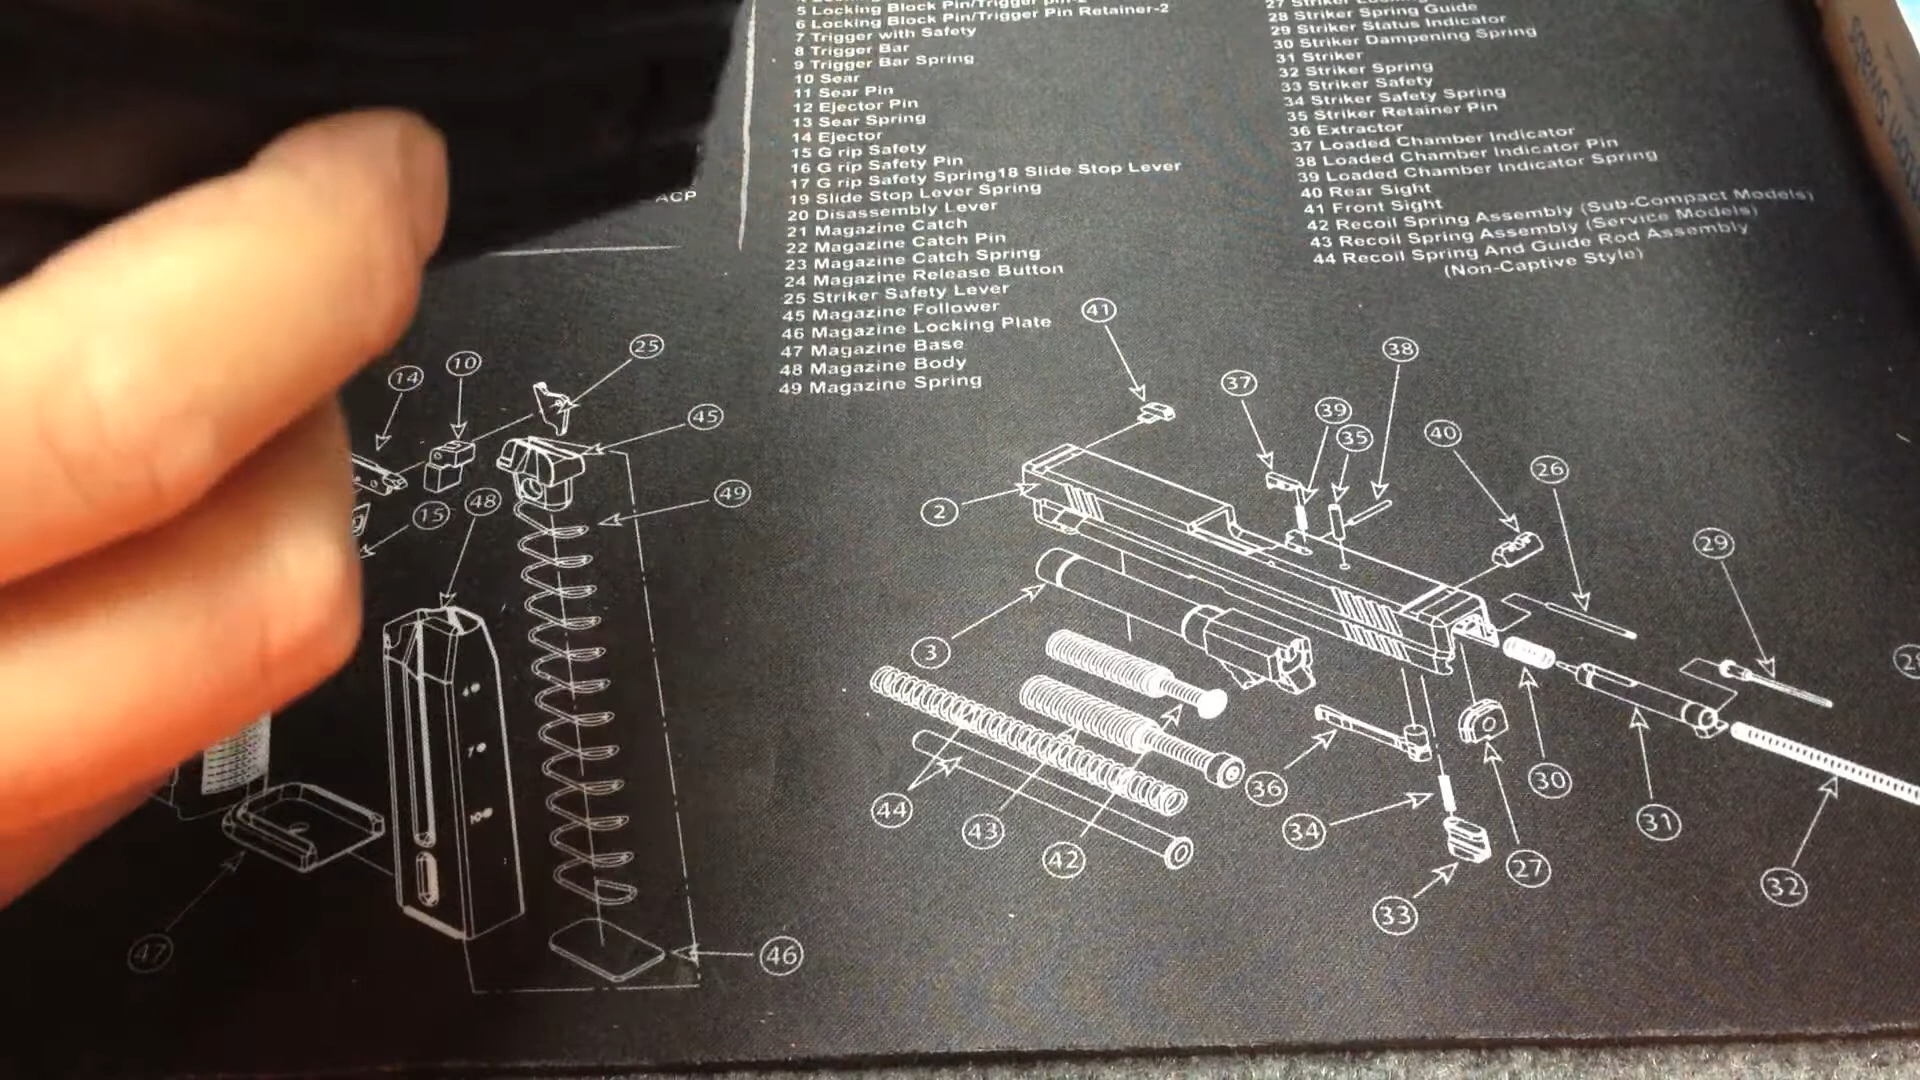 5 Locking Block Pin/Trigger pin-2
6 Locking Block Pin/Trigger Pin Retainer-2
7 Trigger with Safety
8 Trigger Bar
9 Trigger Bar Spring
10 Sear
11 Sear Pin
12 Ejector Pin
13 Sear Spring
14 Ejector
15 G rip Safety
16 G rip Safety Pin
17 G rip Safety Spring18 Slide Stop Lever
19 Slide Stop Lever Spring
20 Disassembly Lever
21 Magazine Catch
22 Magazine Catch Pin
23 Magazine Catch Spring
24 Magazine Release Button
25 Striker Safety Lever
45 Magazine Follower
46 Magazine Locking Plate
47 Magazine Base
48 Magazine Body
49 Magazine Spring
27 Striker
28 Striker Spring Guide
29 Striker Status Indicator
30 Striker Dampening Spring
31 Striker
32 Striker Spring
33 Striker Safety
34 Striker Safety Spring
35 Striker Retainer Pin
36 Extractor
37 Loaded Chamber Indicator
38 Loaded Chamber Indicator Pin
39 Loaded Chamber Indicator Spring
40 Rear Sight
41 Front Sight
42 Recoil Spring Assembly (Sub-Compact Models)
43 Recoil Spring Assembly (Service Models)
44 Recoil Spring And Guide Rod Assembly
(Non-Captive Style)
ACP
14
10
25
45
49
48
15
47
46
41
37
39
35
38
40
26
29
2
3
44
43
42
36
34
33
27
30
31
32